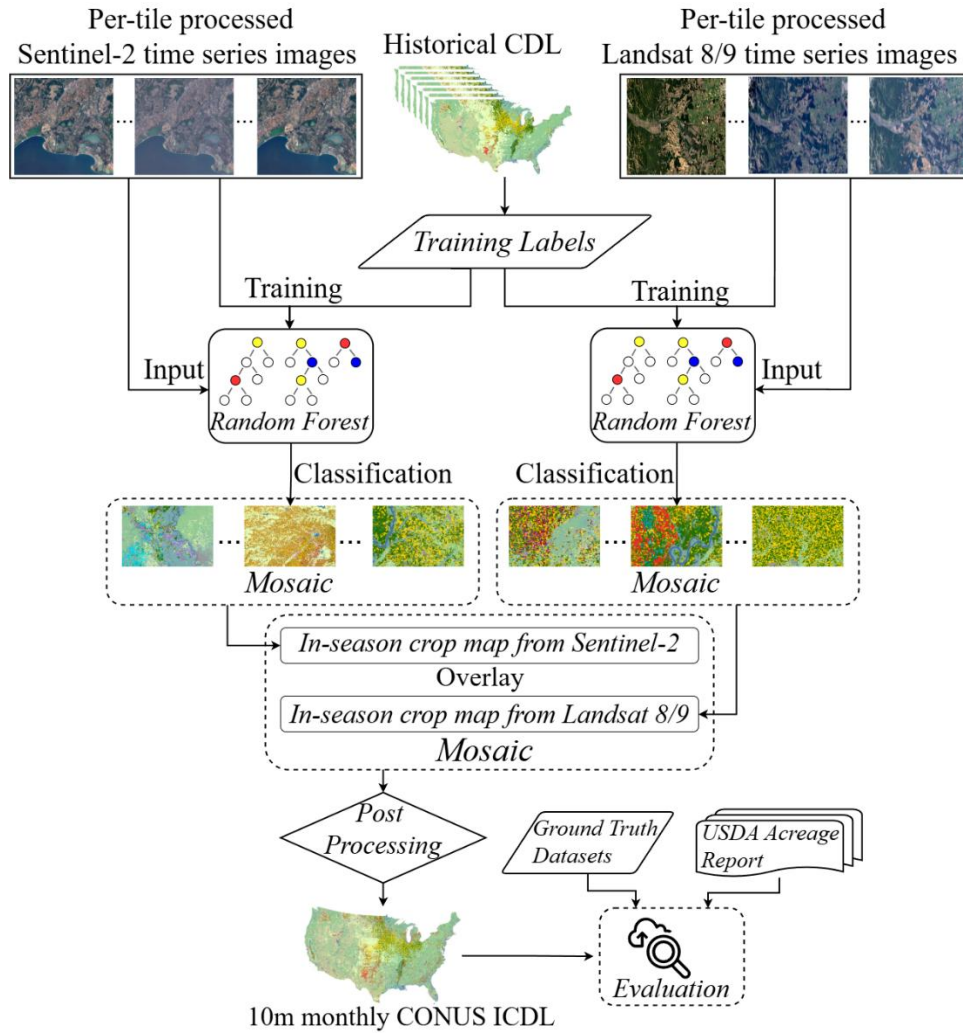 Per-tile processed
Sentinel-2 time series images
Historical CDL
Per-tile processed
Landsat 8/9 time series images
...
...
...
...
Training Labels
Training
Training
Input
Input
Random Forest
Random Forest
Classification
Classification
...
...
...
...
Mosaic
Mosaic
In-season crop map from Sentinel-2
Overlay
In-season crop map from Landsat 8/9
Mosaic
Post
Processing
Ground Truth
Datasets
USDA Acreage
Report
Evaluation
10m monthly CONUS ICDL